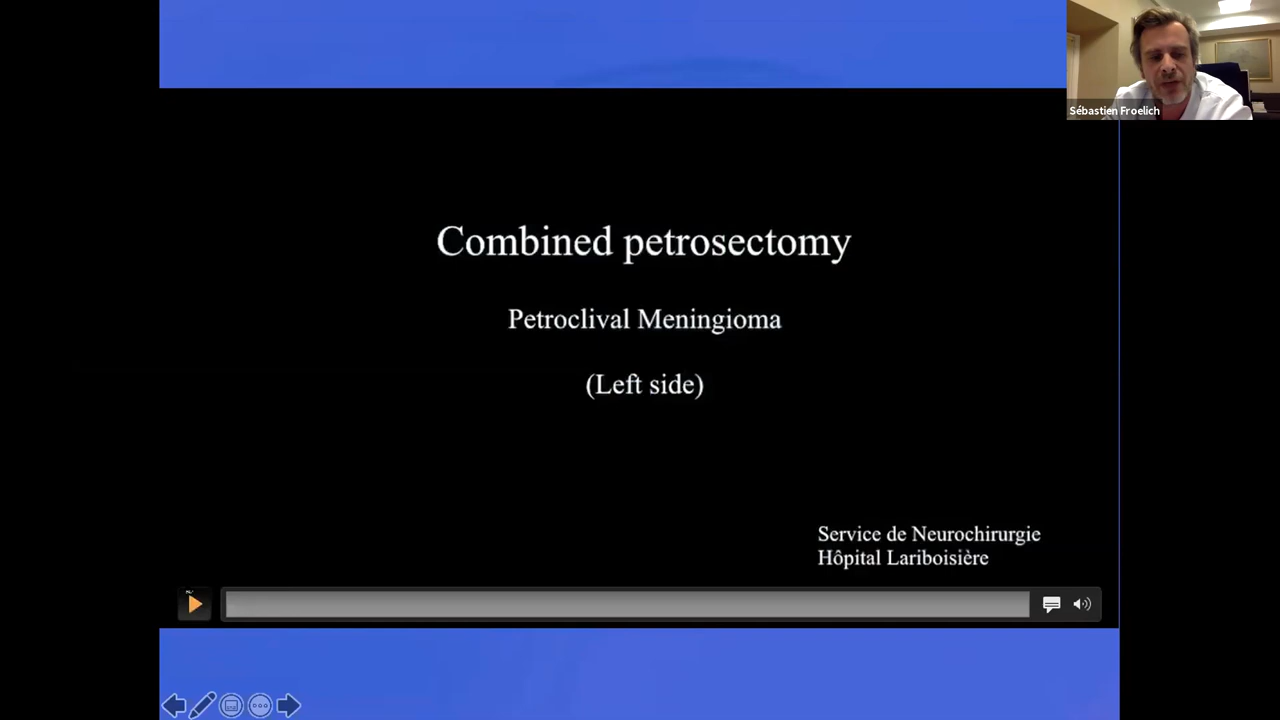 Sébastien Froelich
Combined petrosectomy
Petroclival Meningioma
(Left side)
Service de Neurochirurgie
Hôpital Lariboisière